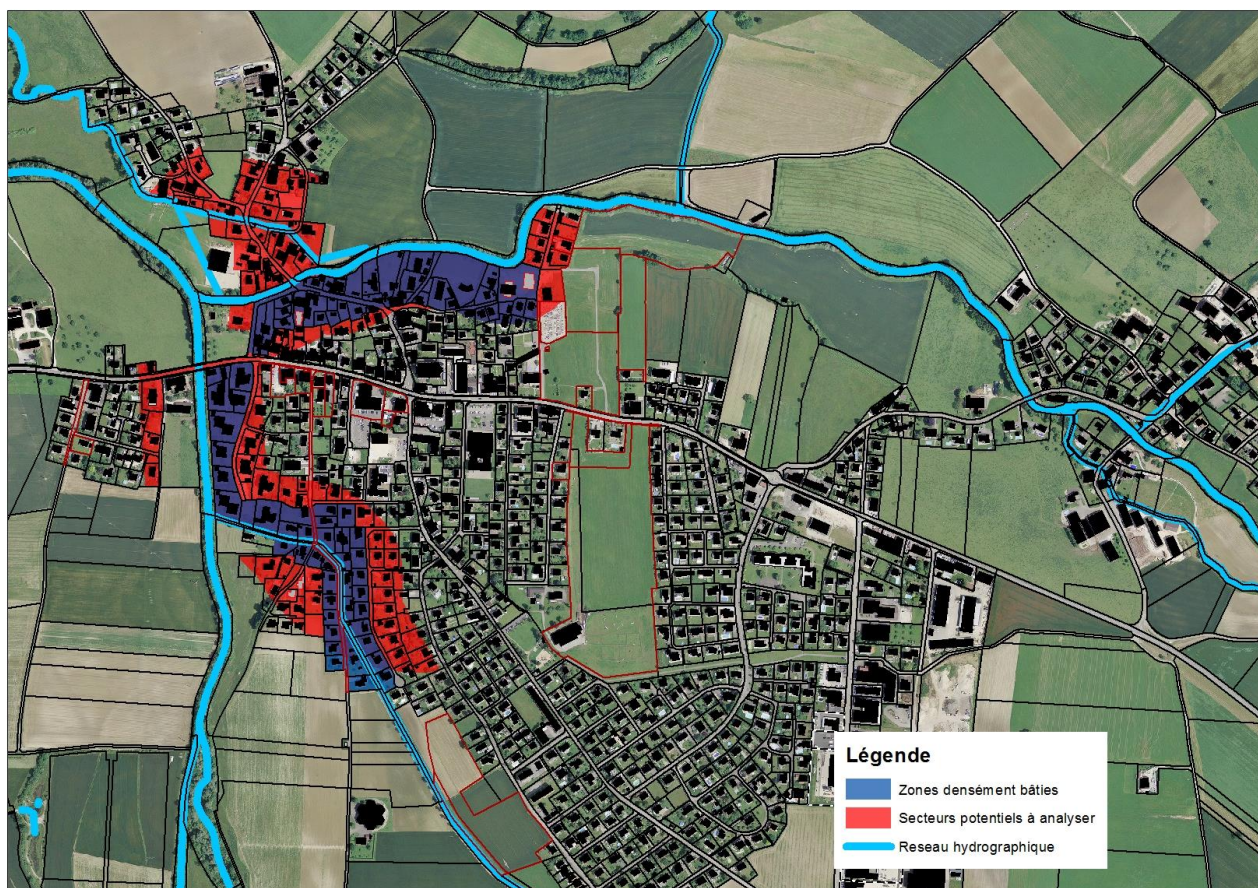 Légende
Zones densément bâties
Secteurs potentiels à analyser
Reseau hydrographique